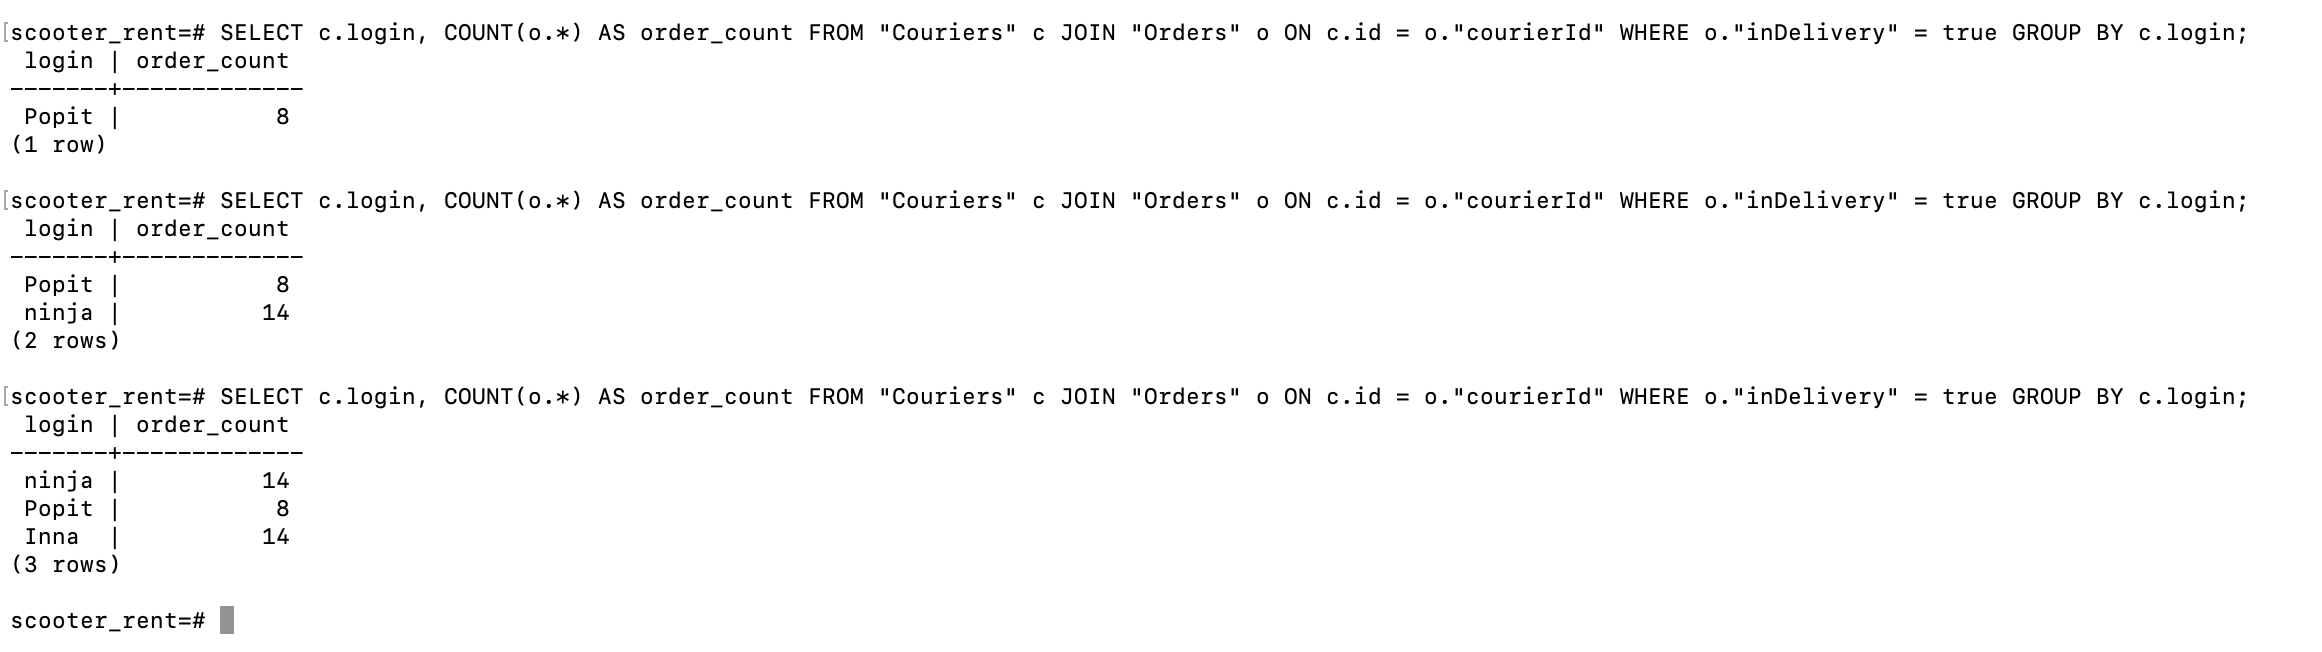 [scooter_rent=# SELECT c.login, COUNT(o.*) AS order_count FROM "Couriers" c JOIN "Orders" o ON c.id = o."courierId" WHERE o."inDelivery" = true GROUP BY c.login;
 login | order_count
-------+-------------
 Popit |           8
(1 row)

[scooter_rent=# SELECT c.login, COUNT(o.*) AS order_count FROM "Couriers" c JOIN "Orders" o ON c.id = o."courierId" WHERE o."inDelivery" = true GROUP BY c.login;
 login | order_count
-------+-------------
 Popit |           8
 ninja |          14
(2 rows)

[scooter_rent=# SELECT c.login, COUNT(o.*) AS order_count FROM "Couriers" c JOIN "Orders" o ON c.id = o."courierId" WHERE o."inDelivery" = true GROUP BY c.login;
 login | order_count
-------+-------------
 ninja |          14
 Popit |           8
 Inna  |          14
(3 rows)

scooter_rent=#